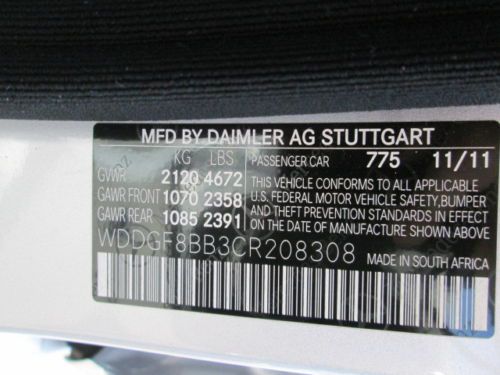 MFD BY DAIMLER AG STUTTGART
KG LBS PASSENGER CAR 775 11/11
GVWR 2120 4672
GAWR FRONT 1070 2358
GAWR REAR 1085 2391
THIS VEHICLE CONFORMS TO ALL APPLICABLE
U.S. FEDERAL MOTOR VEHICLE SAFETY, BUMPER
AND THEFT PREVENTION STANDARDS IN EFFECT
ON THE DATE OF MANUFACTURE SHOWN ABOVE.
WDDGF8BB3CR208308
MADE IN SOUTH AFRICA